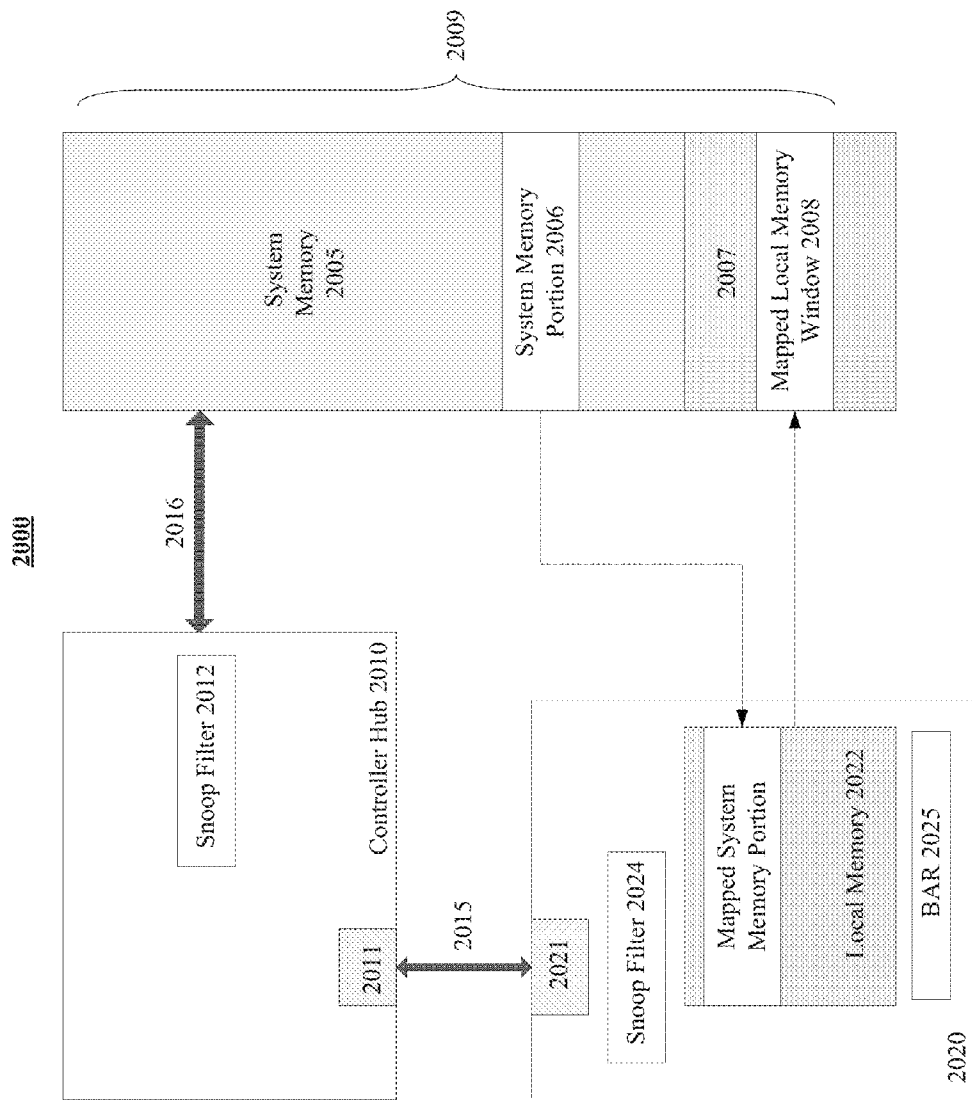 2000
Snoop Filter 2012
Controller Hub 2010
2011
2016
2015
2021
Snoop Filter 2024
Mapped System
Memory Portion
Local Memory 2022
BAR 2025
2020
System
Memory
2005
System Memory
Portion 2006
2007
Mapped Local Memory
Window 2008
2009